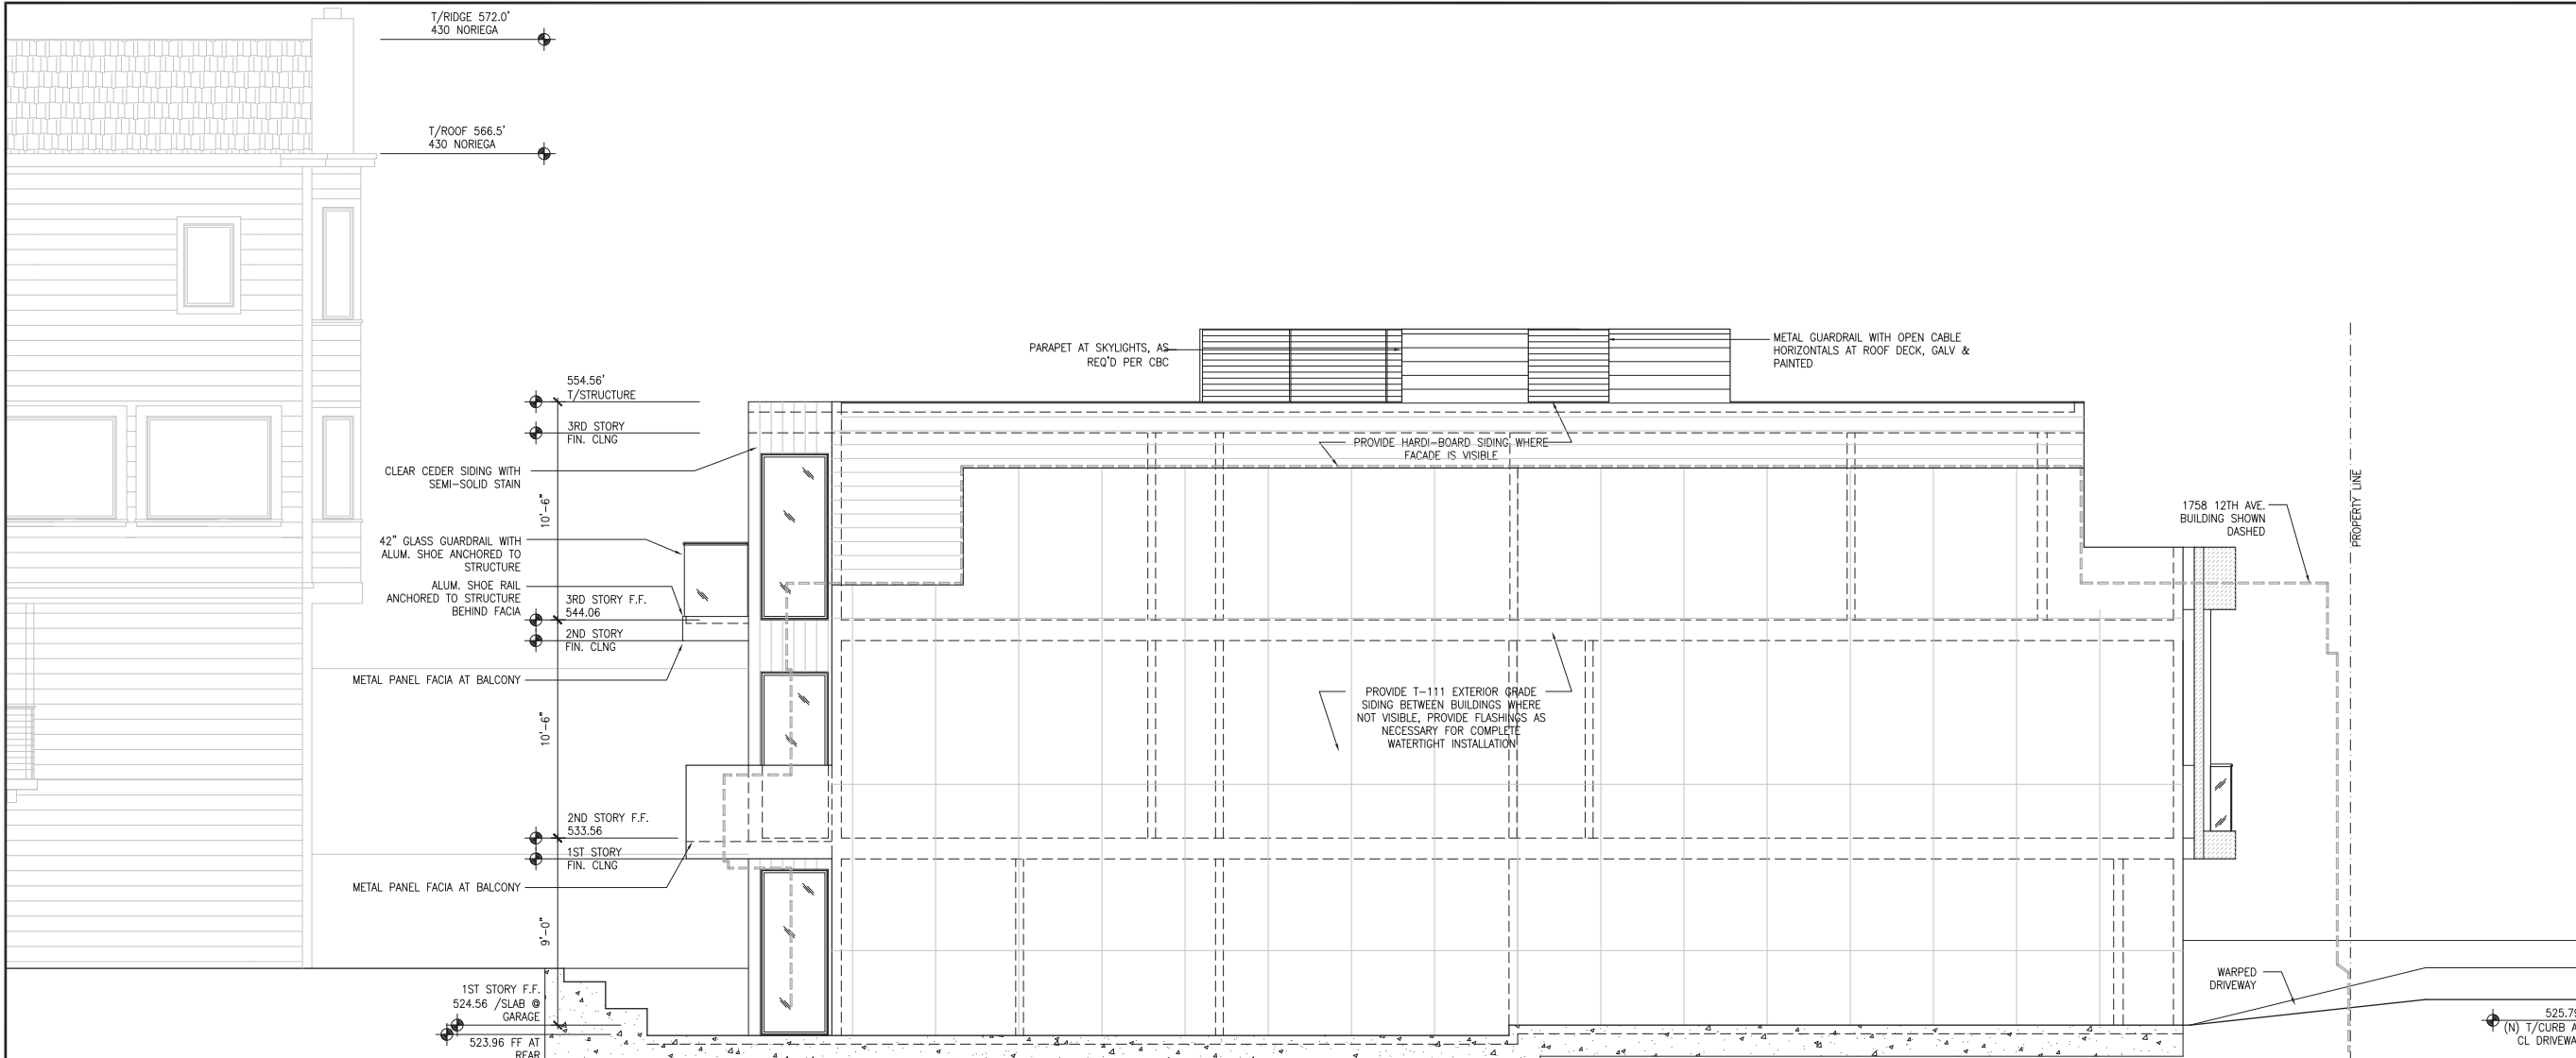 T/RIDGE 572.0'
430 NORIEGA
T/ROOF 566.5'
430 NORIEGA
PARAPET AT SKYLIGHTS, AS
REQ'D PER CBC
METAL GUARDRAIL WITH OPEN CABLE
HORIZONTALS AT ROOF DECK, GALV &
PAINTED
554.56'
T/STRUCTURE
3RD STORY
FIN. CLNG
PROVIDE HARDI-BOARD SIDING WHERE
FACADE IS VISIBLE
CLEAR CEDER SIDING WITH
SEMI-SOLID STAIN
10'-6"
PROPERTY LINE
1758 12TH AVE.
BUILDING SHOWN
DASHED
42" GLASS GUARDRAIL WITH
ALUM. SHOE ANCHORED TO
STRUCTURE
ALUM. SHOE RAIL
ANCHORED TO STRUCTURE
BEHIND FACIA
3RD STORY F.F.
544.06
2ND STORY
FIN. CLNG
METAL PANEL FACIA AT BALCONY
PROVIDE T-111 EXTERIOR GRADE
SIDING BETWEEN BUILDINGS WHERE
NOT VISIBLE, PROVIDE FLASHINGS AS
NECESSARY FOR COMPLETE
WATERTIGHT INSTALLATION
10'-6"
2ND STORY F.F.
533.56
1ST STORY
FIN. CLNG
METAL PANEL FACIA AT BALCONY
9'-0"
WARPED
DRIVEWAY
1ST STORY F.F.
524.56 /SLAB @
GARAGE
523.96 FF AT
REAR
525.79
(N) T/CURB A
CL DRIVEWA